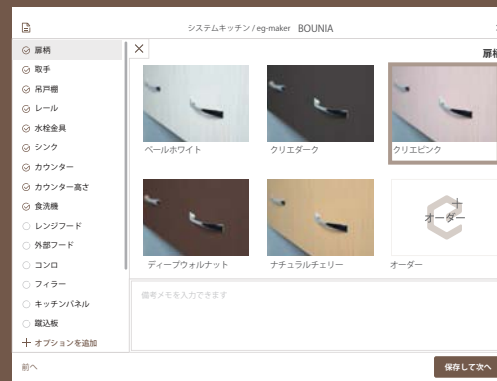 システムキッチン / eg-maker BOUNIA
扉柄
取手
吊戸棚
レール
水栓金具
シンク
カウンター
カウンター高さ
食洗機
レンジフード
外部フード
コンロ
フィラー
キッチンパネル
蹴込板
オプションを追加
扉柄
ペールホワイト
クリエダーク
クリエピンク
ディープウォルナット
ナチュラルチェリー
オーダー
オーダー
備考メモを入力できます
前へ
保存して次へ